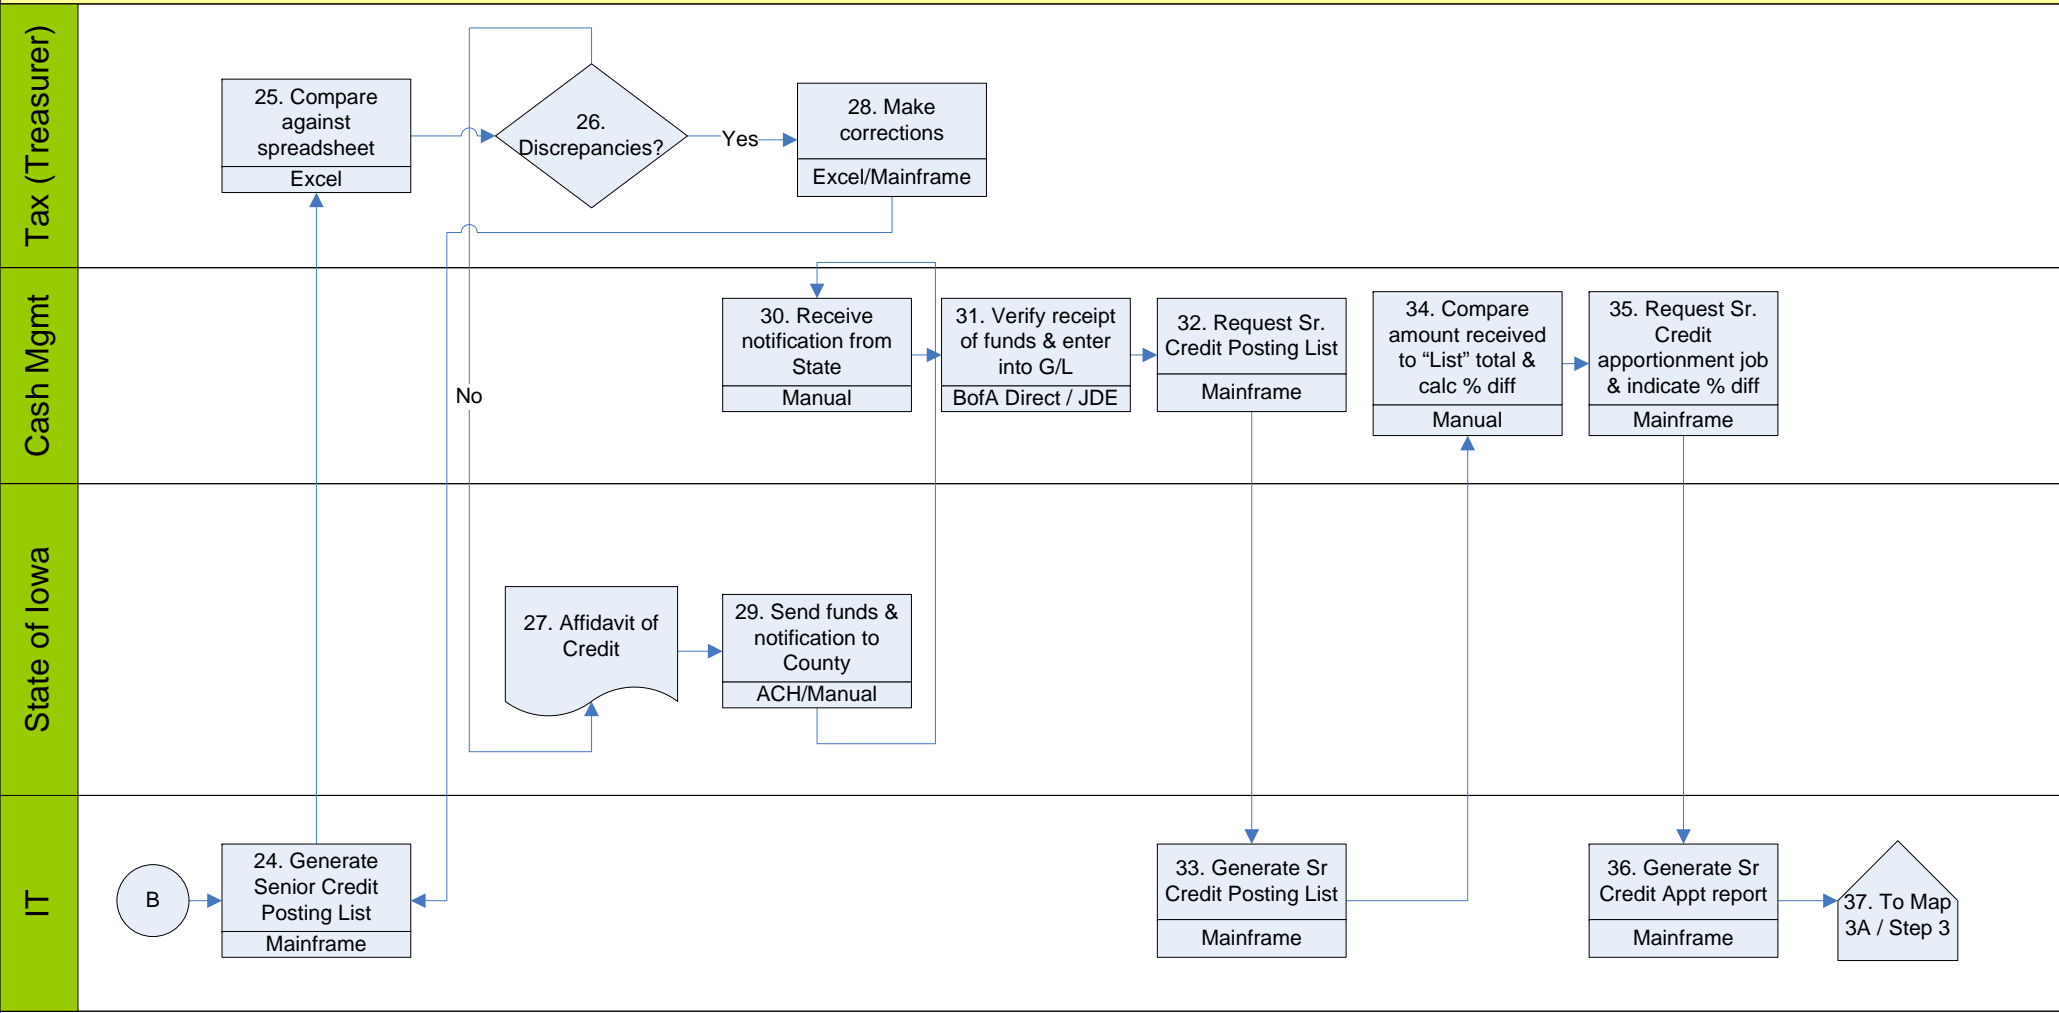 Tax (Treasurer)
25. Compare
against
spreadsheet
Excel
26.
Discrepancies?
Yes
28. Make
corrections
Excel/Mainframe
Cash Mgmt
No
30. Receive
notification from
State
Manual
31. Verify receipt
of funds & enter
into G/L
BofA Direct / JDE
32. Request Sr.
Credit Posting List
Mainframe
34. Compare
amount received
to “List” total &
calc % diff
Manual
35. Request Sr.
Credit
apportionment job
& indicate % diff
Mainframe
State of Iowa
27. Affidavit of
Credit
29. Send funds &
notification to
County
ACH/Manual
IT
B
24. Generate
Senior Credit
Posting List
Mainframe
33. Generate Sr
Credit Posting List
Mainframe
36. Generate Sr
Credit Appt report
Mainframe
37. To Map
3A / Step 3